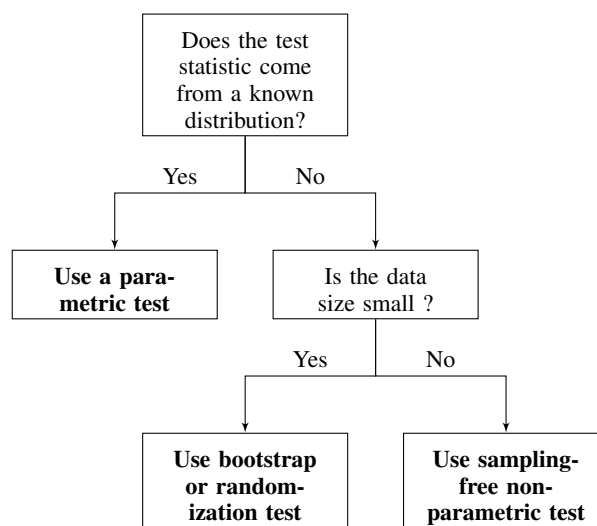 Does the test
statistic come
from a known
distribution?
Yes
No
Use a para-
metric test
Is the data
size small ?
Yes
No
Use bootstrap
or random-
ization test
Use sampling-
free non-
parametric test